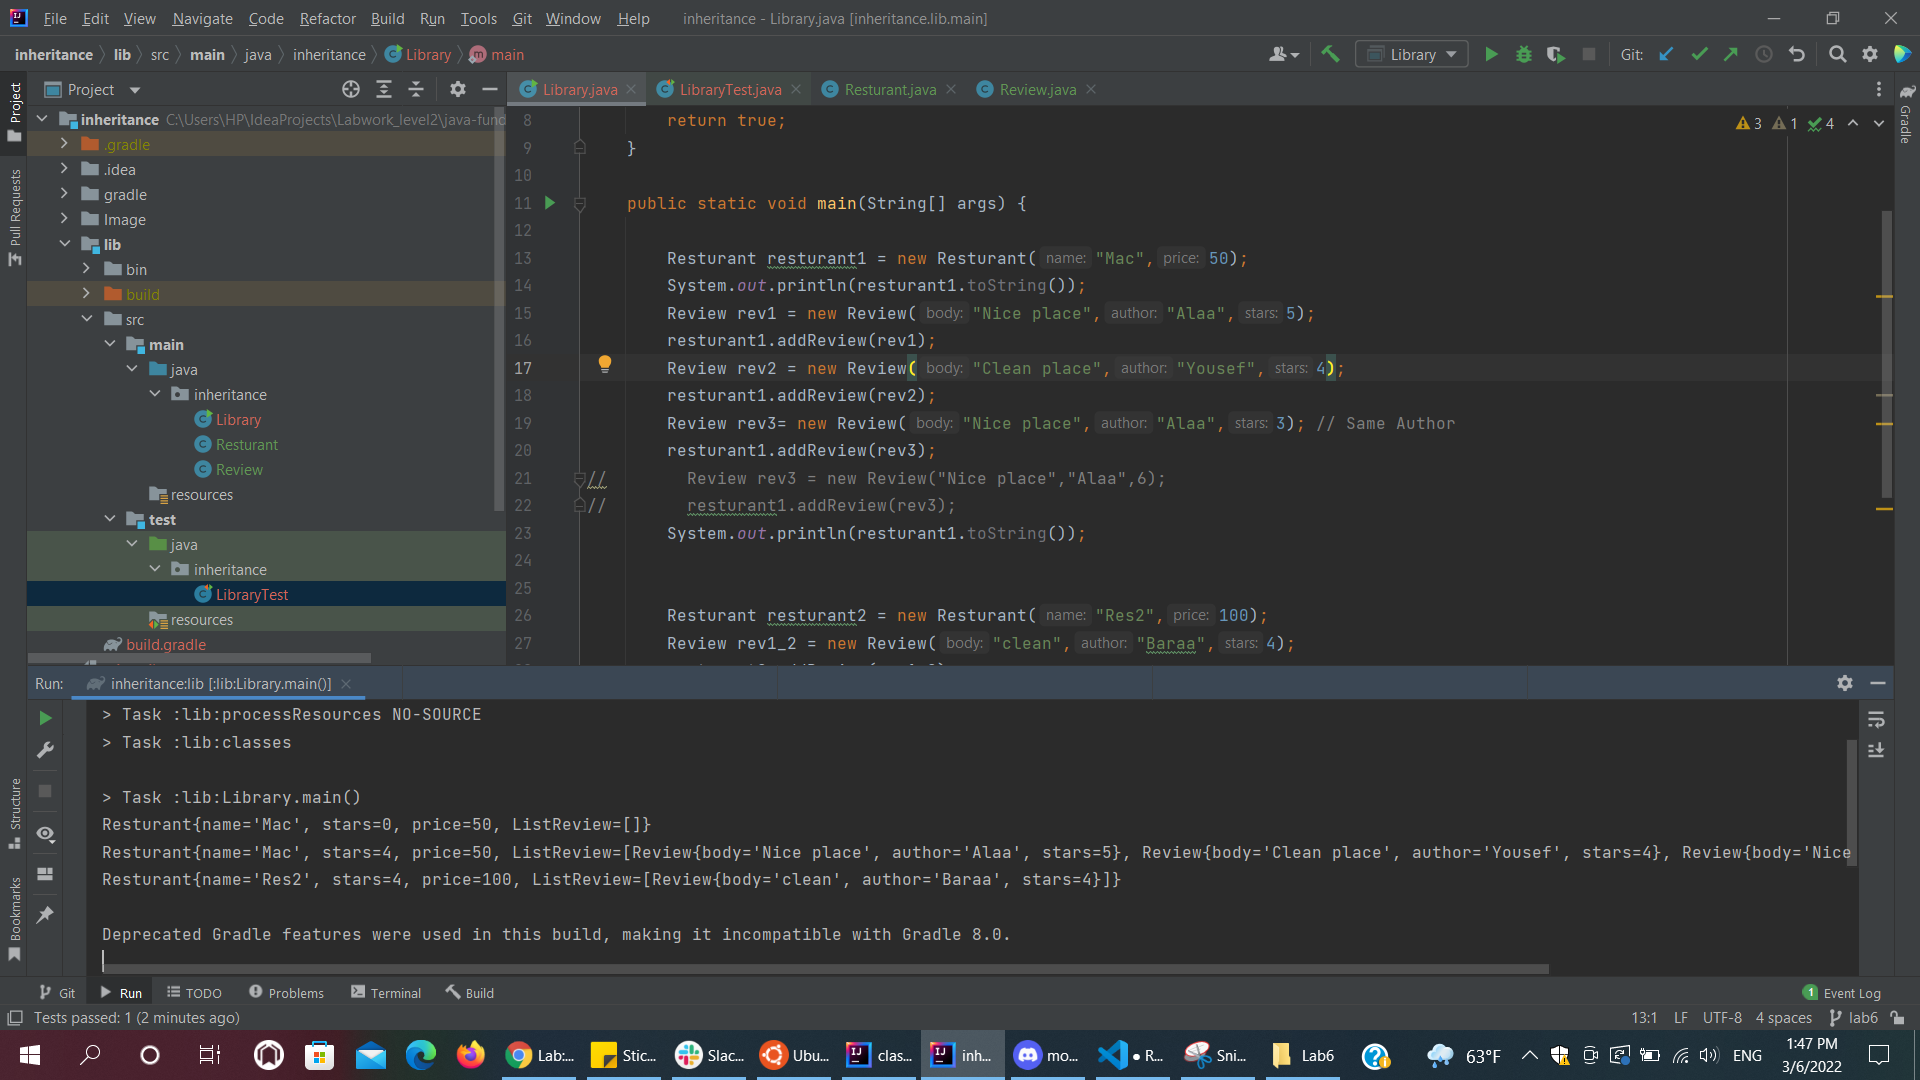 File Edit View Navigate Code Refactor Build Run Tools Git Window Help inheritance - Library.java [inheritance.lib.main]
inheritance lib src main java inheritance Library main Library Git:
Project
Library.java LibraryTest.java Resturant.java Review.java
Project
Pull Requests
Structure
Bookmarks
Gradle
inheritance C:\Users\HP\IdeaProjects\Labwork_level2\java-fund
.gradle
.idea
gradle
Image
lib
bin
build
src
main
java
inheritance
Library
Resturant
Review
resources
test
java
inheritance
LibraryTest
resources
build.gradle
3 1 4
8 return true;
9 }
10
11 public static void main(String[] args) {
12
13 Resturant resturant1 = new Resturant( name: "Mac", price: 50);
14 System.out.println(resturant1.toString());
15 Review rev1 = new Review( body: "Nice place", author: "Alaa", stars: 5);
16 resturant1.addReview(rev1);
17 Review rev2 = new Review( body: "Clean place", author: "Yousef", stars: 4);
18 resturant1.addReview(rev2);
19 Review rev3= new Review( body: "Nice place", author: "Alaa", stars: 3); // Same Author
20 resturant1.addReview(rev3);
21 // Review rev3 = new Review("Nice place","Alaa",6);
22 // resturant1.addReview(rev3);
23 System.out.println(resturant1.toString());
24
25
26 Resturant resturant2 = new Resturant( name: "Res2", price: 100);
27 Review rev1_2 = new Review( body: "clean", author: "Baraa", stars: 4);
Run: inheritance:lib [:lib:Library.main()]
> Task :lib:processResources NO-SOURCE
> Task :lib:classes
> Task :lib:Library.main()
Resturant{name='Mac', stars=0, price=50, ListReview=[]}
Resturant{name='Mac', stars=4, price=50, ListReview=[Review{body='Nice place', author='Alaa', stars=5}, Review{body='Clean place', author='Yousef', stars=4}, Review{body='Nice
Resturant{name='Res2', stars=4, price=100, ListReview=[Review{body='clean', author='Baraa', stars=4}]}
Deprecated Gradle features were used in this build, making it incompatible with Gradle 8.0.
Git Run TODO Problems Terminal Build 1 Event Log
Tests passed: 1 (2 minutes ago) 13:1 LF UTF-8 4 spaces lab6
Lab:... Stic... Slac... Ubu... clas... inh... mo... ● R... Sni... Lab6 63°F ENG 1:47 PM
3/6/2022